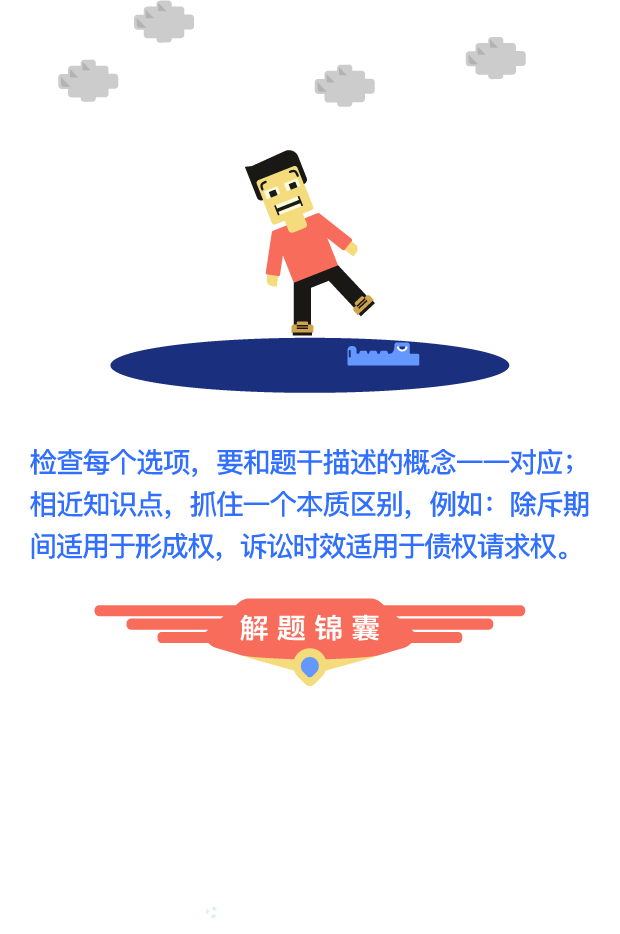 检查每个选项，要和题干描述的概念一一对应；
相近知识点，抓住一个本质区别，例如：除斥期
间适用于形成权，诉讼时效适用于债权请求权。
解题锦囊